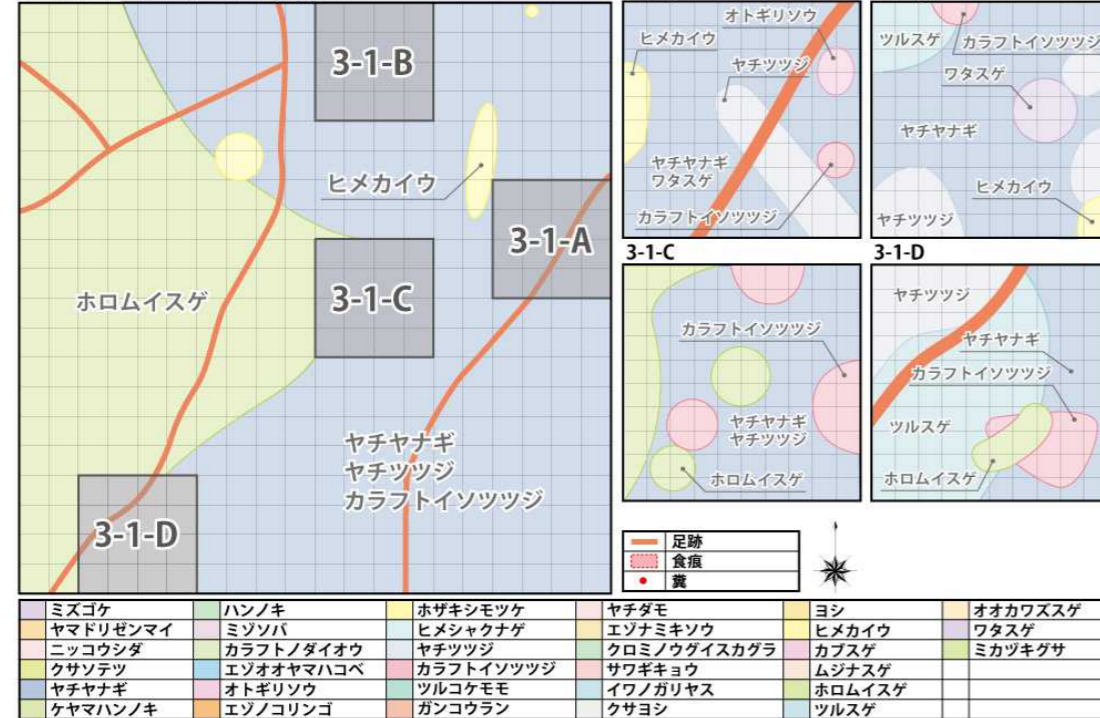 3-1-B
ヒメカイウ
3-1-A
3-1-C
ホロムイスゲ
ヤチヤナギ
ヤチツツジ
カラフトイソツツジ
3-1-D
オトギリソウ
ヒメカイウ
ヤチツツジ
ヤチヤナギ
ワタスゲ
カラフトイソツツジ
ツルスゲ
カラフトイソツツジ
ワタスゲ
ヤチヤナギ
ヒメカイウ
ヤチツツジ
3-1-C
カラフトイソツツジ
ヤチヤナギ
ヤチツツジ
ホロムイスゲ
3-1-D
ヤチツツジ
ヤチヤナギ
カラフトイソツツジ
ツルスゲ
ホロムイスゲ
足跡
食痕
糞
ミズゴケ ハンノキ ホザキシモツケ ヤチダモ ヨシ オオカワズスゲ
ヤマドリゼンマイ ミゾソバ ヒメシャクナゲ エゾナミキソウ ヒメカイウ ワタスゲ
ニッコウシダ カラフトノダイオウ ヤチツツジ クロミノウグイスカグラ カブスゲ ミカヅキグサ
クサソテツ エゾオオヤマハコベ カラフトイソツツジ サワギキョウ ムジナスゲ
ヤチヤナギ オトギリソウ ツルコケモモ イワノガリヤス ホロムイスゲ
ケヤマハンノキ エゾノコリンゴ ガンコウラン クサヨシ ツルスゲ